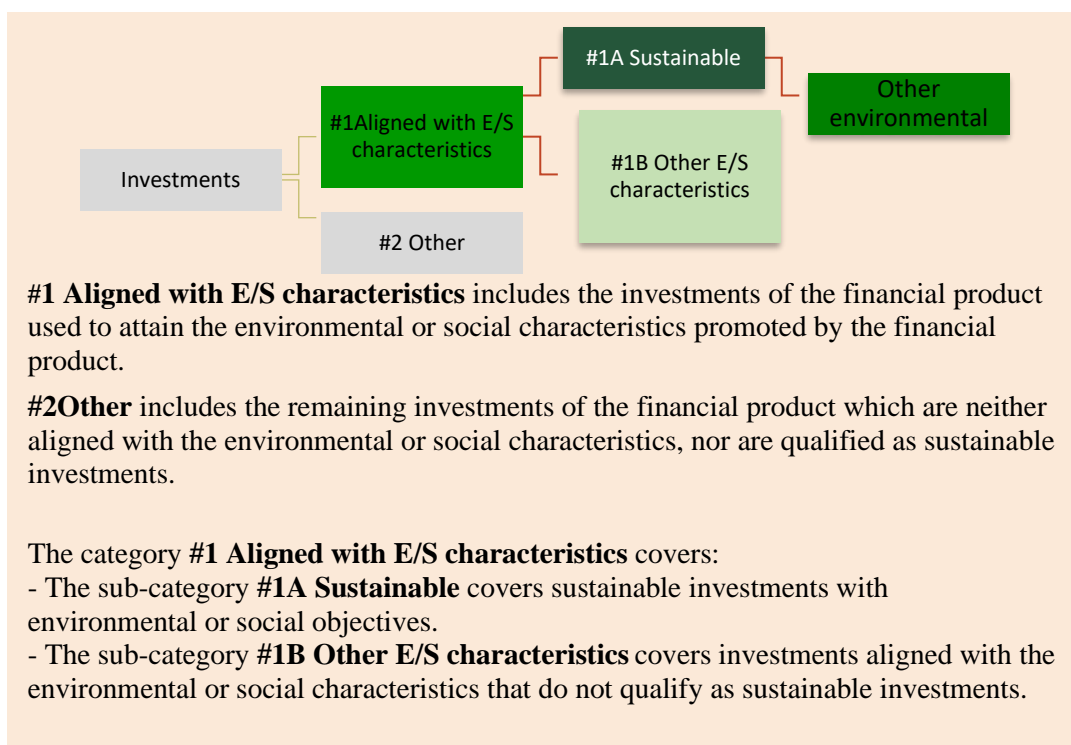 #1A Sustainable
Other
environmental
#1Aligned with E/S
characteristics
#1B Other E/S
characteristics
Investments
#2 Other
#1 Aligned with E/S characteristics includes the investments of the financial product
used to attain the environmental or social characteristics promoted by the financial
product.
#2Other includes the remaining investments of the financial product which are neither
aligned with the environmental or social characteristics, nor are qualified as sustainable
investments.
The category #1 Aligned with E/S characteristics covers:
- The sub-category #1A Sustainable covers sustainable investments with
environmental or social objectives.
- The sub-category #1B Other E/S characteristics covers investments aligned with the
environmental or social characteristics that do not qualify as sustainable investments.